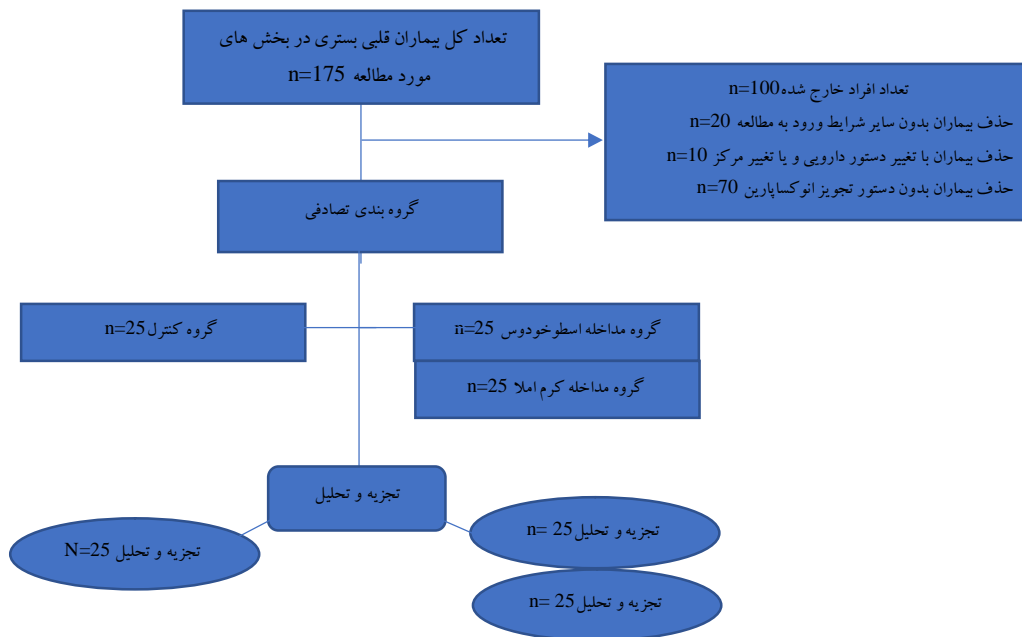 تعداد کل بیماران قلبی بستری در بخش های
مورد مطالعه n=175
تعداد افراد خارج شده n=100
حذف بیماران بدون سایر شرایط ورود به مطالعه n=20
حذف بیماران با تغییر دستور دارویی و یا تغییر مرکز n=10
حذف بیماران بدون دستور تجویز انوکساپارین n=70
گروه بندی تصادفی
گروه مداخله اسطوخودوس n=25
گروه کنترل n=25
گروه مداخله کرم املا n=25
تجزیه و تحلیل
تجزیه و تحلیل n= 25
تجزیه و تحلیل N=25
تجزیه و تحلیل n= 25